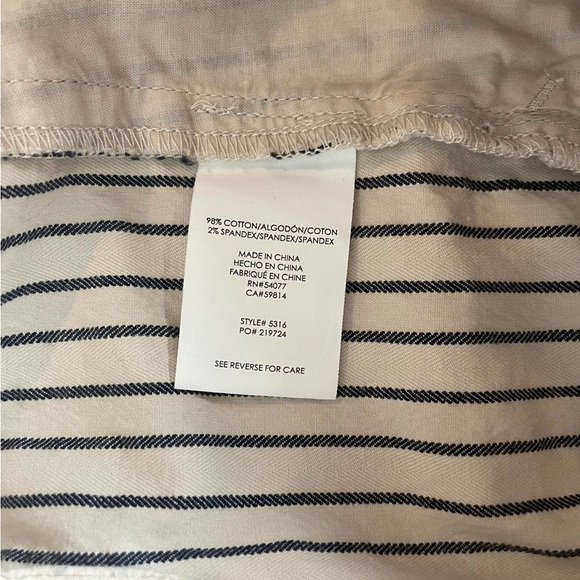 98% COTTON/ALGODÓN/COTON
2% SPANDEX/SPANDEX/SPANDEX
MADE IN CHINA
HECHO EN CHINA
FABRIQUÉ EN CHINE
RN#54077
CA#59814
STYLE# 5316
PO# 219724
SEE REVERSE FOR CARE